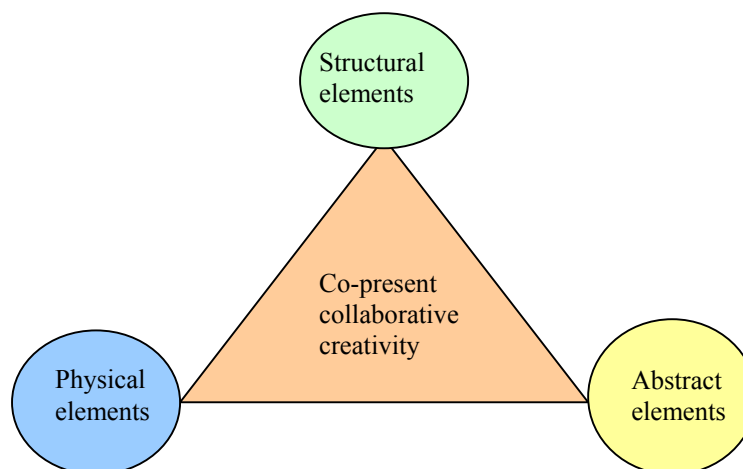 Structural
elements
Co-present
collaborative
creativity
Physical
elements
Abstract
elements